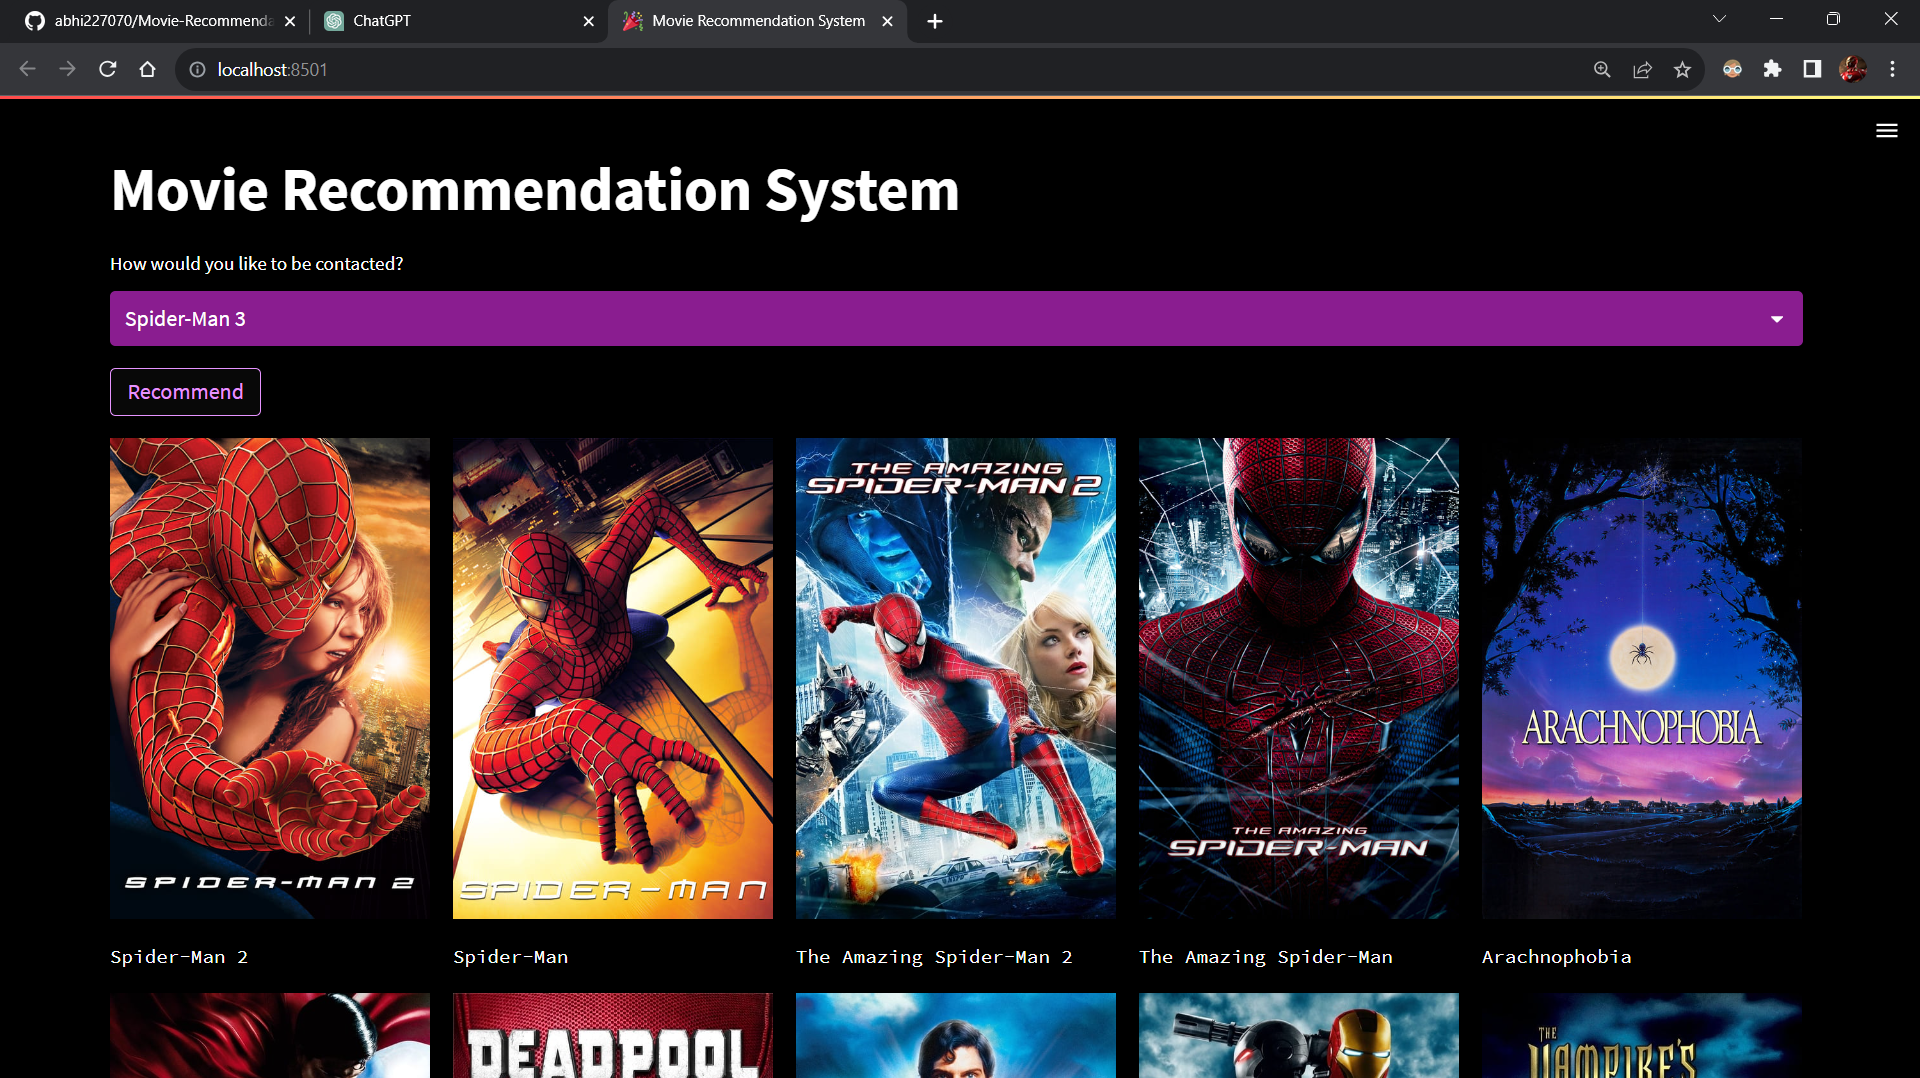 abhi227070/Movie-Recommenda
ChatGPT
Movie Recommendation System
localhost:8501
Movie Recommendation System
How would you like to be contacted?
Spider-Man 3
Recommend
SPIDER-MAN 2
SPIDER-MAN
THE AMAZING
SPIDER-MAN 2
THE AMAZING
SPIDER-MAN
ARACHNOPHOBIA
Spider-Man 2
Spider-Man
The Amazing Spider-Man 2
The Amazing Spider-Man
Arachnophobia
DEADPOOL
THE
VAMPIRE'S